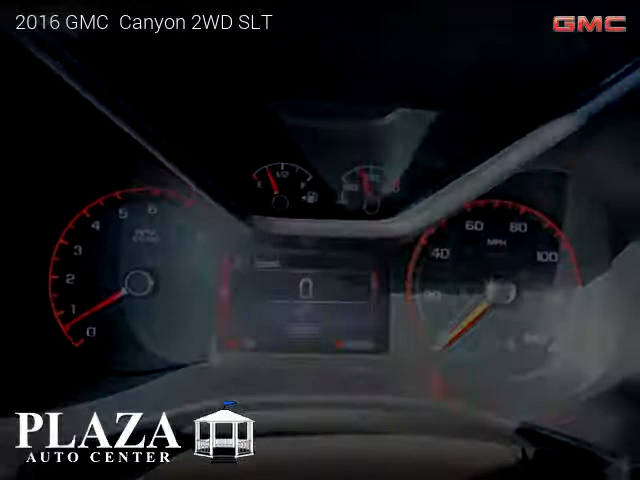 2016 GMC Canyon 2WD SLT
GMC
E 1/2 F
0 1 2 3 4 5 6
40 60 80 100
MPH
0
PLAZA
AUTO CENTER